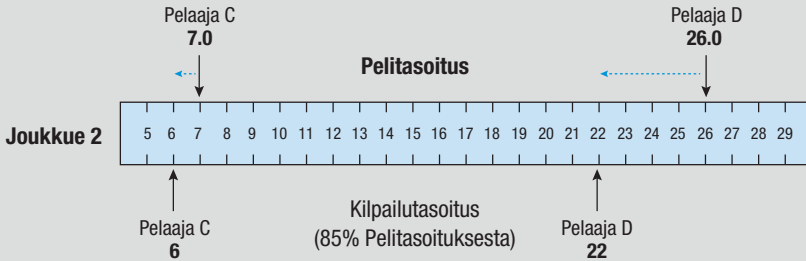 Pelaaja C
7.0
Pelaaja D
26.0
Pelitasoitus
Joukkue 2
5 6 7 8 9 10 11 12 13 14 15 16 17 18 19 20 21 22 23 24 25 26 27 28 29
Pelaaja C
6
Kilpailutasoitus
(85% Pelitasoituksesta)
Pelaaja D
22